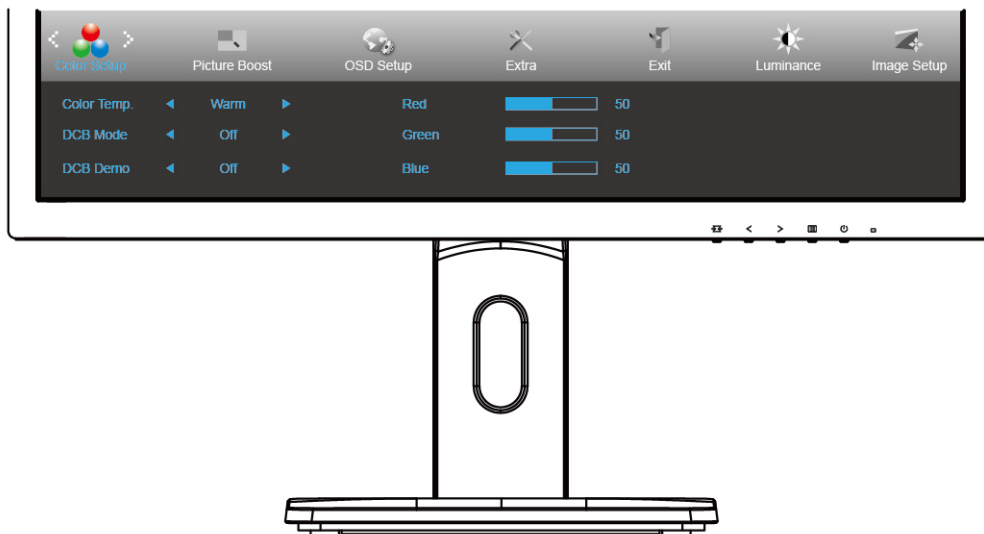 Color Setup Picture Boost OSD Setup Extra Exit Luminance Image Setup
Color Temp. Warm Red 50
DCB Mode Off Green 50
DCB Demo Off Blue 50